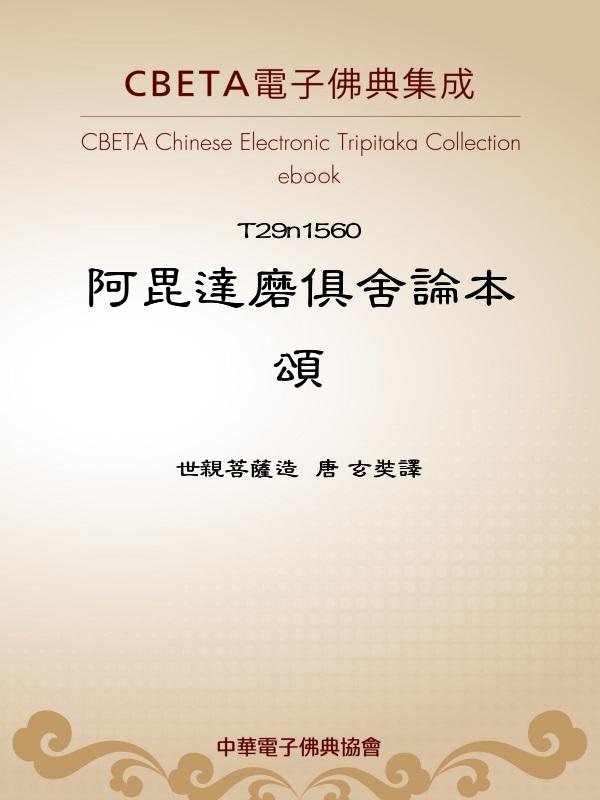 CBETA電子佛典集成
CBETA Chinese Electronic Tripitaka Collection
ebook
T29n1560
阿毘達磨俱舍論本
頌
世親菩薩造 唐 玄奘譯
中華電子佛典協會